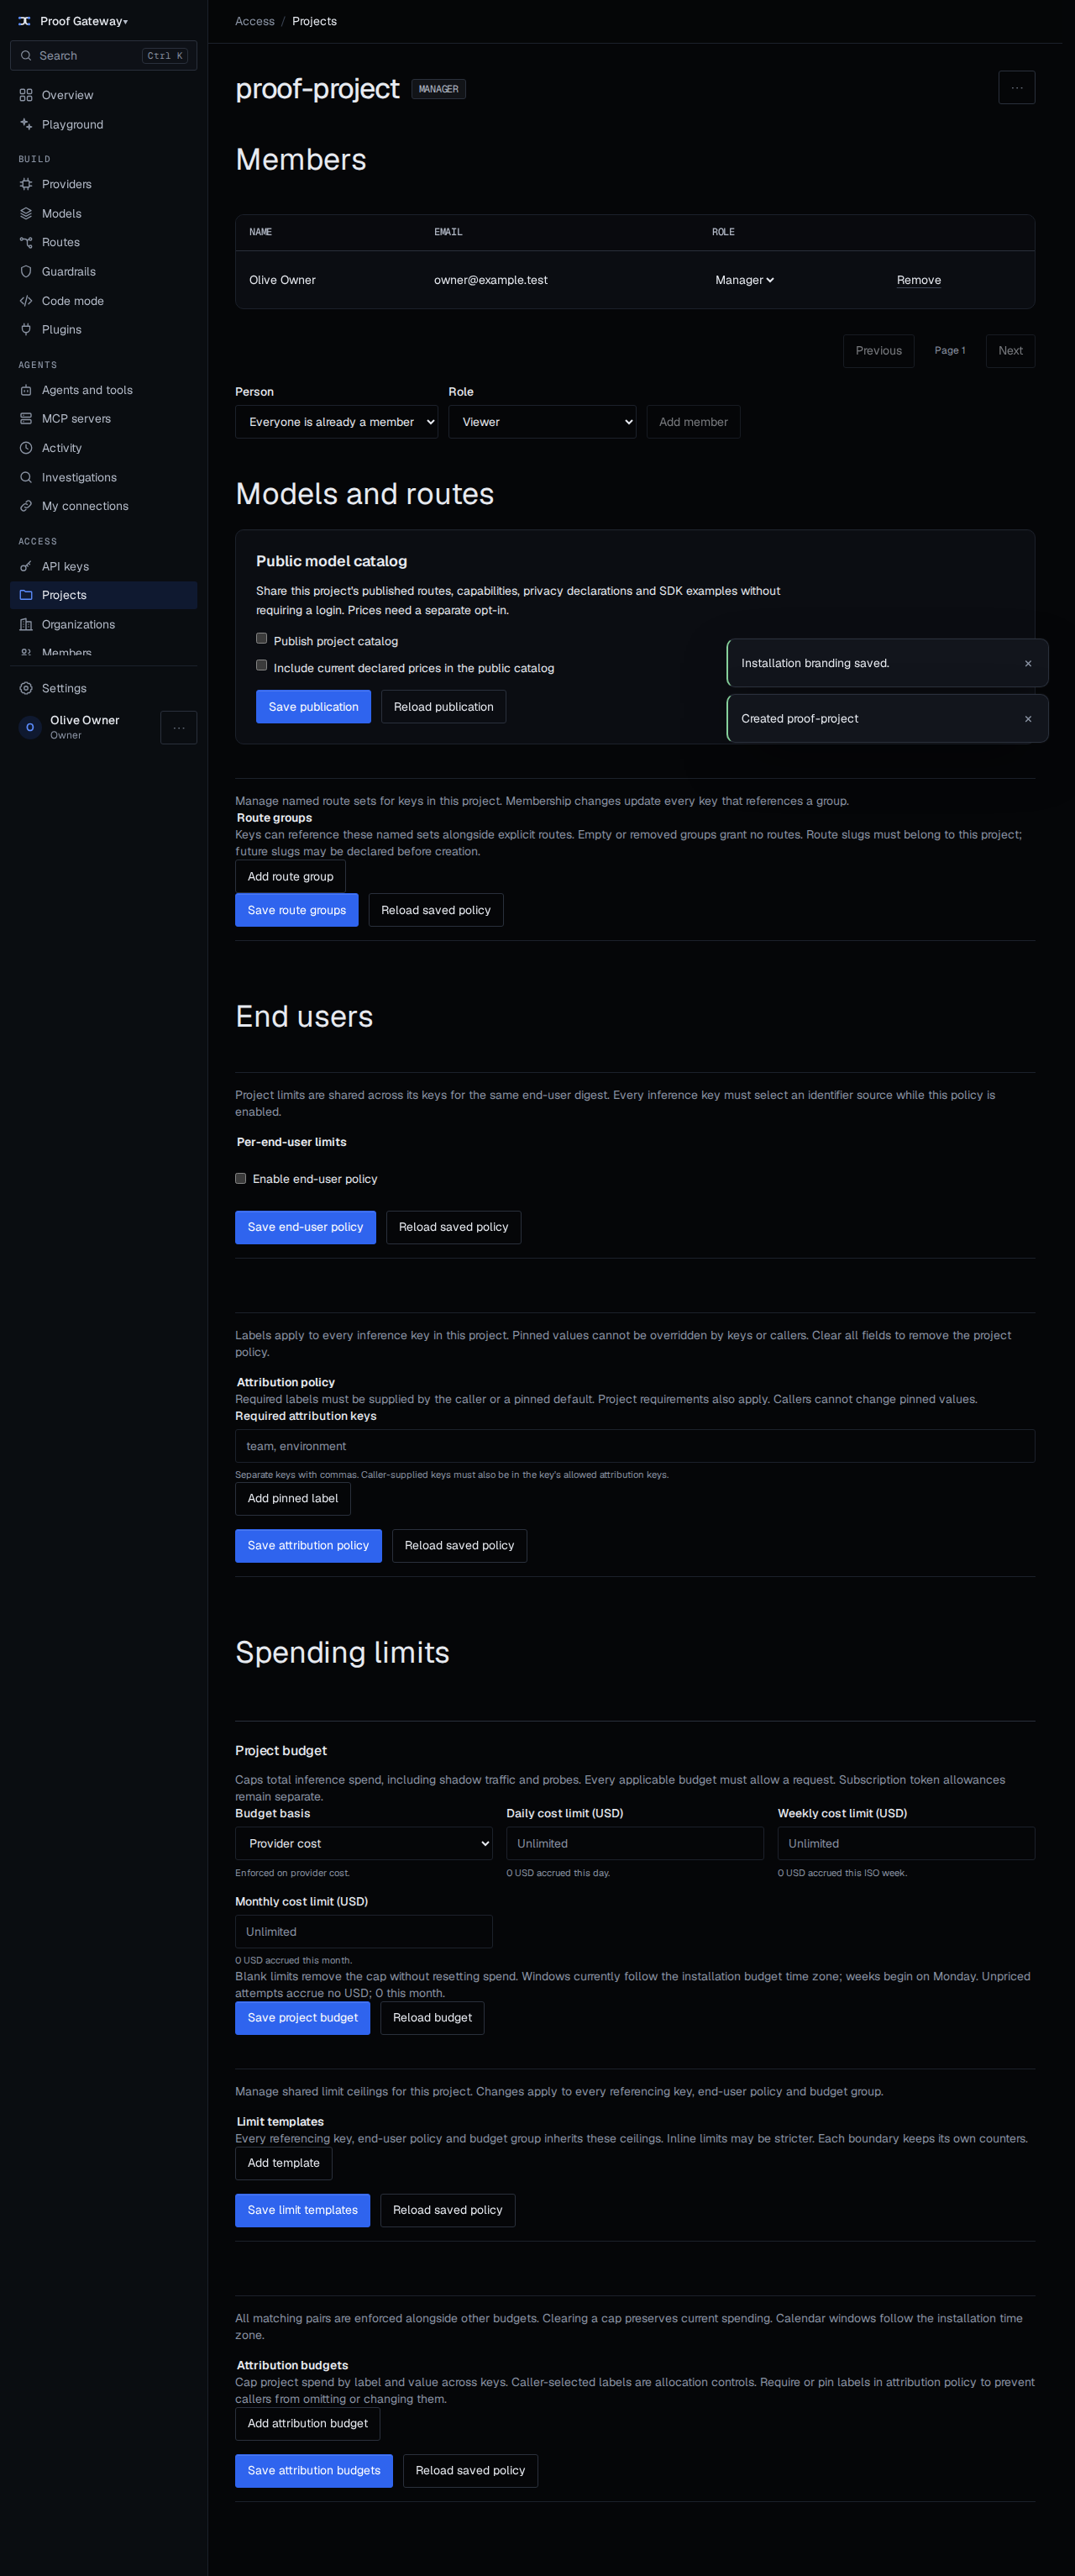 Proof Gateway
Search
Ctrl K
Overview
Playground
BUILD
Providers
Models
Routes
Guardrails
Code mode
Plugins
AGENTS
Agents and tools
MCP servers
Activity
Investigations
My connections
ACCESS
API keys
Projects
Organizations
Members
Settings
O
Olive Owner
Owner
...
Access / Projects
proof-project
MANAGER
...
Members
NAME EMAIL ROLE
Olive Owner owner@example.test Manager Remove
Previous Page 1 Next
Person Role
Everyone is already a member Viewer Add member
Models and routes
Public model catalog
Share this project's published routes, capabilities, privacy declarations and SDK examples without
requiring a login. Prices need a separate opt-in.
Publish project catalog
Include current declared prices in the public catalog
Save publication Reload publication
Installation branding saved. ×
Created proof-project ×
Manage named route sets for keys in this project. Membership changes update every key that references a group.
Route groups
Keys can reference these named sets alongside explicit routes. Empty or removed groups grant no routes. Route slugs must belong to this project;
future slugs may be declared before creation.
Add route group
Save route groups Reload saved policy
End users
Project limits are shared across its keys for the same end-user digest. Every inference key must select an identifier source while this policy is
enabled.
Per-end-user limits
Enable end-user policy
Save end-user policy Reload saved policy
Labels apply to every inference key in this project. Pinned values cannot be overridden by keys or callers. Clear all fields to remove the project
policy.
Attribution policy
Required labels must be supplied by the caller or a pinned default. Project requirements also apply. Callers cannot change pinned values.
Required attribution keys
team, environment
Separate keys with commas. Caller-supplied keys must also be in the key's allowed attribution keys.
Add pinned label
Save attribution policy Reload saved policy
Spending limits
Project budget
Caps total inference spend, including shadow traffic and probes. Every applicable budget must allow a request. Subscription token allowances
remain separate.
Budget basis Daily cost limit (USD) Weekly cost limit (USD)
Provider cost Unlimited Unlimited
Enforced on provider cost. 0 USD accrued this day. 0 USD accrued this ISO week.
Monthly cost limit (USD)
Unlimited
0 USD accrued this month.
Blank limits remove the cap without resetting spend. Windows currently follow the installation budget time zone; weeks begin on Monday. Unpriced
attempts accrue no USD; 0 this month.
Save project budget Reload budget
Manage shared limit ceilings for this project. Changes apply to every referencing key, end-user policy and budget group.
Limit templates
Every referencing key, end-user policy and budget group inherits these ceilings. Inline limits may be stricter. Each boundary keeps its own counters.
Add template
Save limit templates Reload saved policy
All matching pairs are enforced alongside other budgets. Clearing a cap preserves current spending. Calendar windows follow the installation time
zone.
Attribution budgets
Cap project spend by label and value across keys. Caller-selected labels are allocation controls. Require or pin labels in attribution policy to prevent
callers from omitting or changing them.
Add attribution budget
Save attribution budgets Reload saved policy